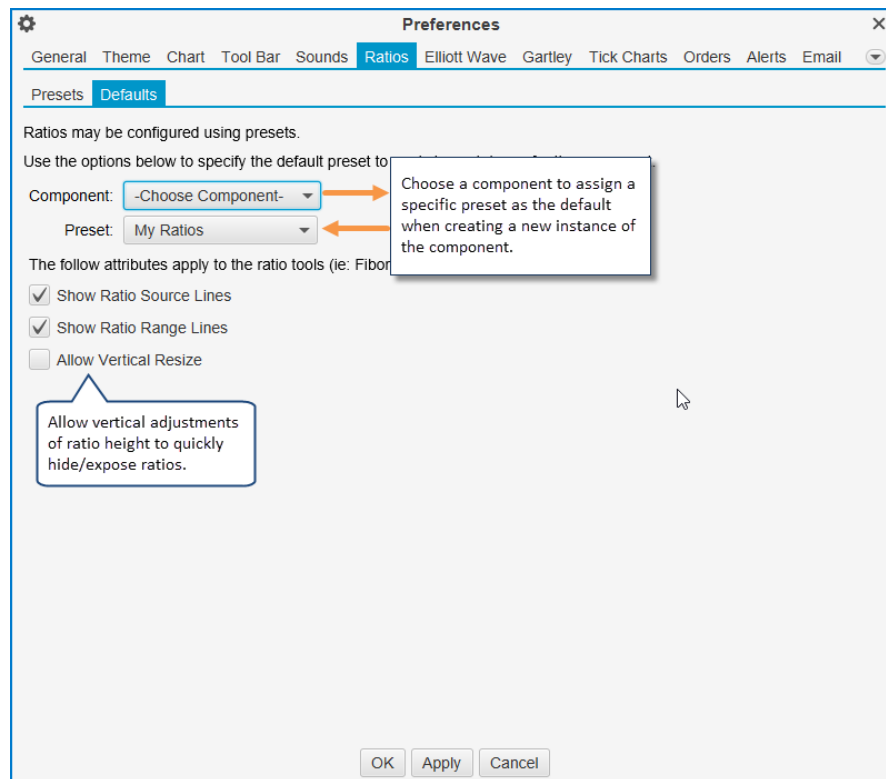 Preferences
General Theme Chart Tool Bar Sounds Ratios Elliott Wave Gartley Tick Charts Orders Alerts Email
Presets Defaults
Ratios may be configured using presets.
Use the options below to specify the default preset to
Component: -Choose Component-
Preset: My Ratios
Choose a component to assign a
specific preset as the default
when creating a new instance of
the component.
The follow attributes apply to the ratio tools (ie:
Show Ratio Source Lines
Show Ratio Range Lines
Allow Vertical Resize
Allow vertical adjustments
of ratio height to quickly
hide/expose ratios.
OK Apply Cancel